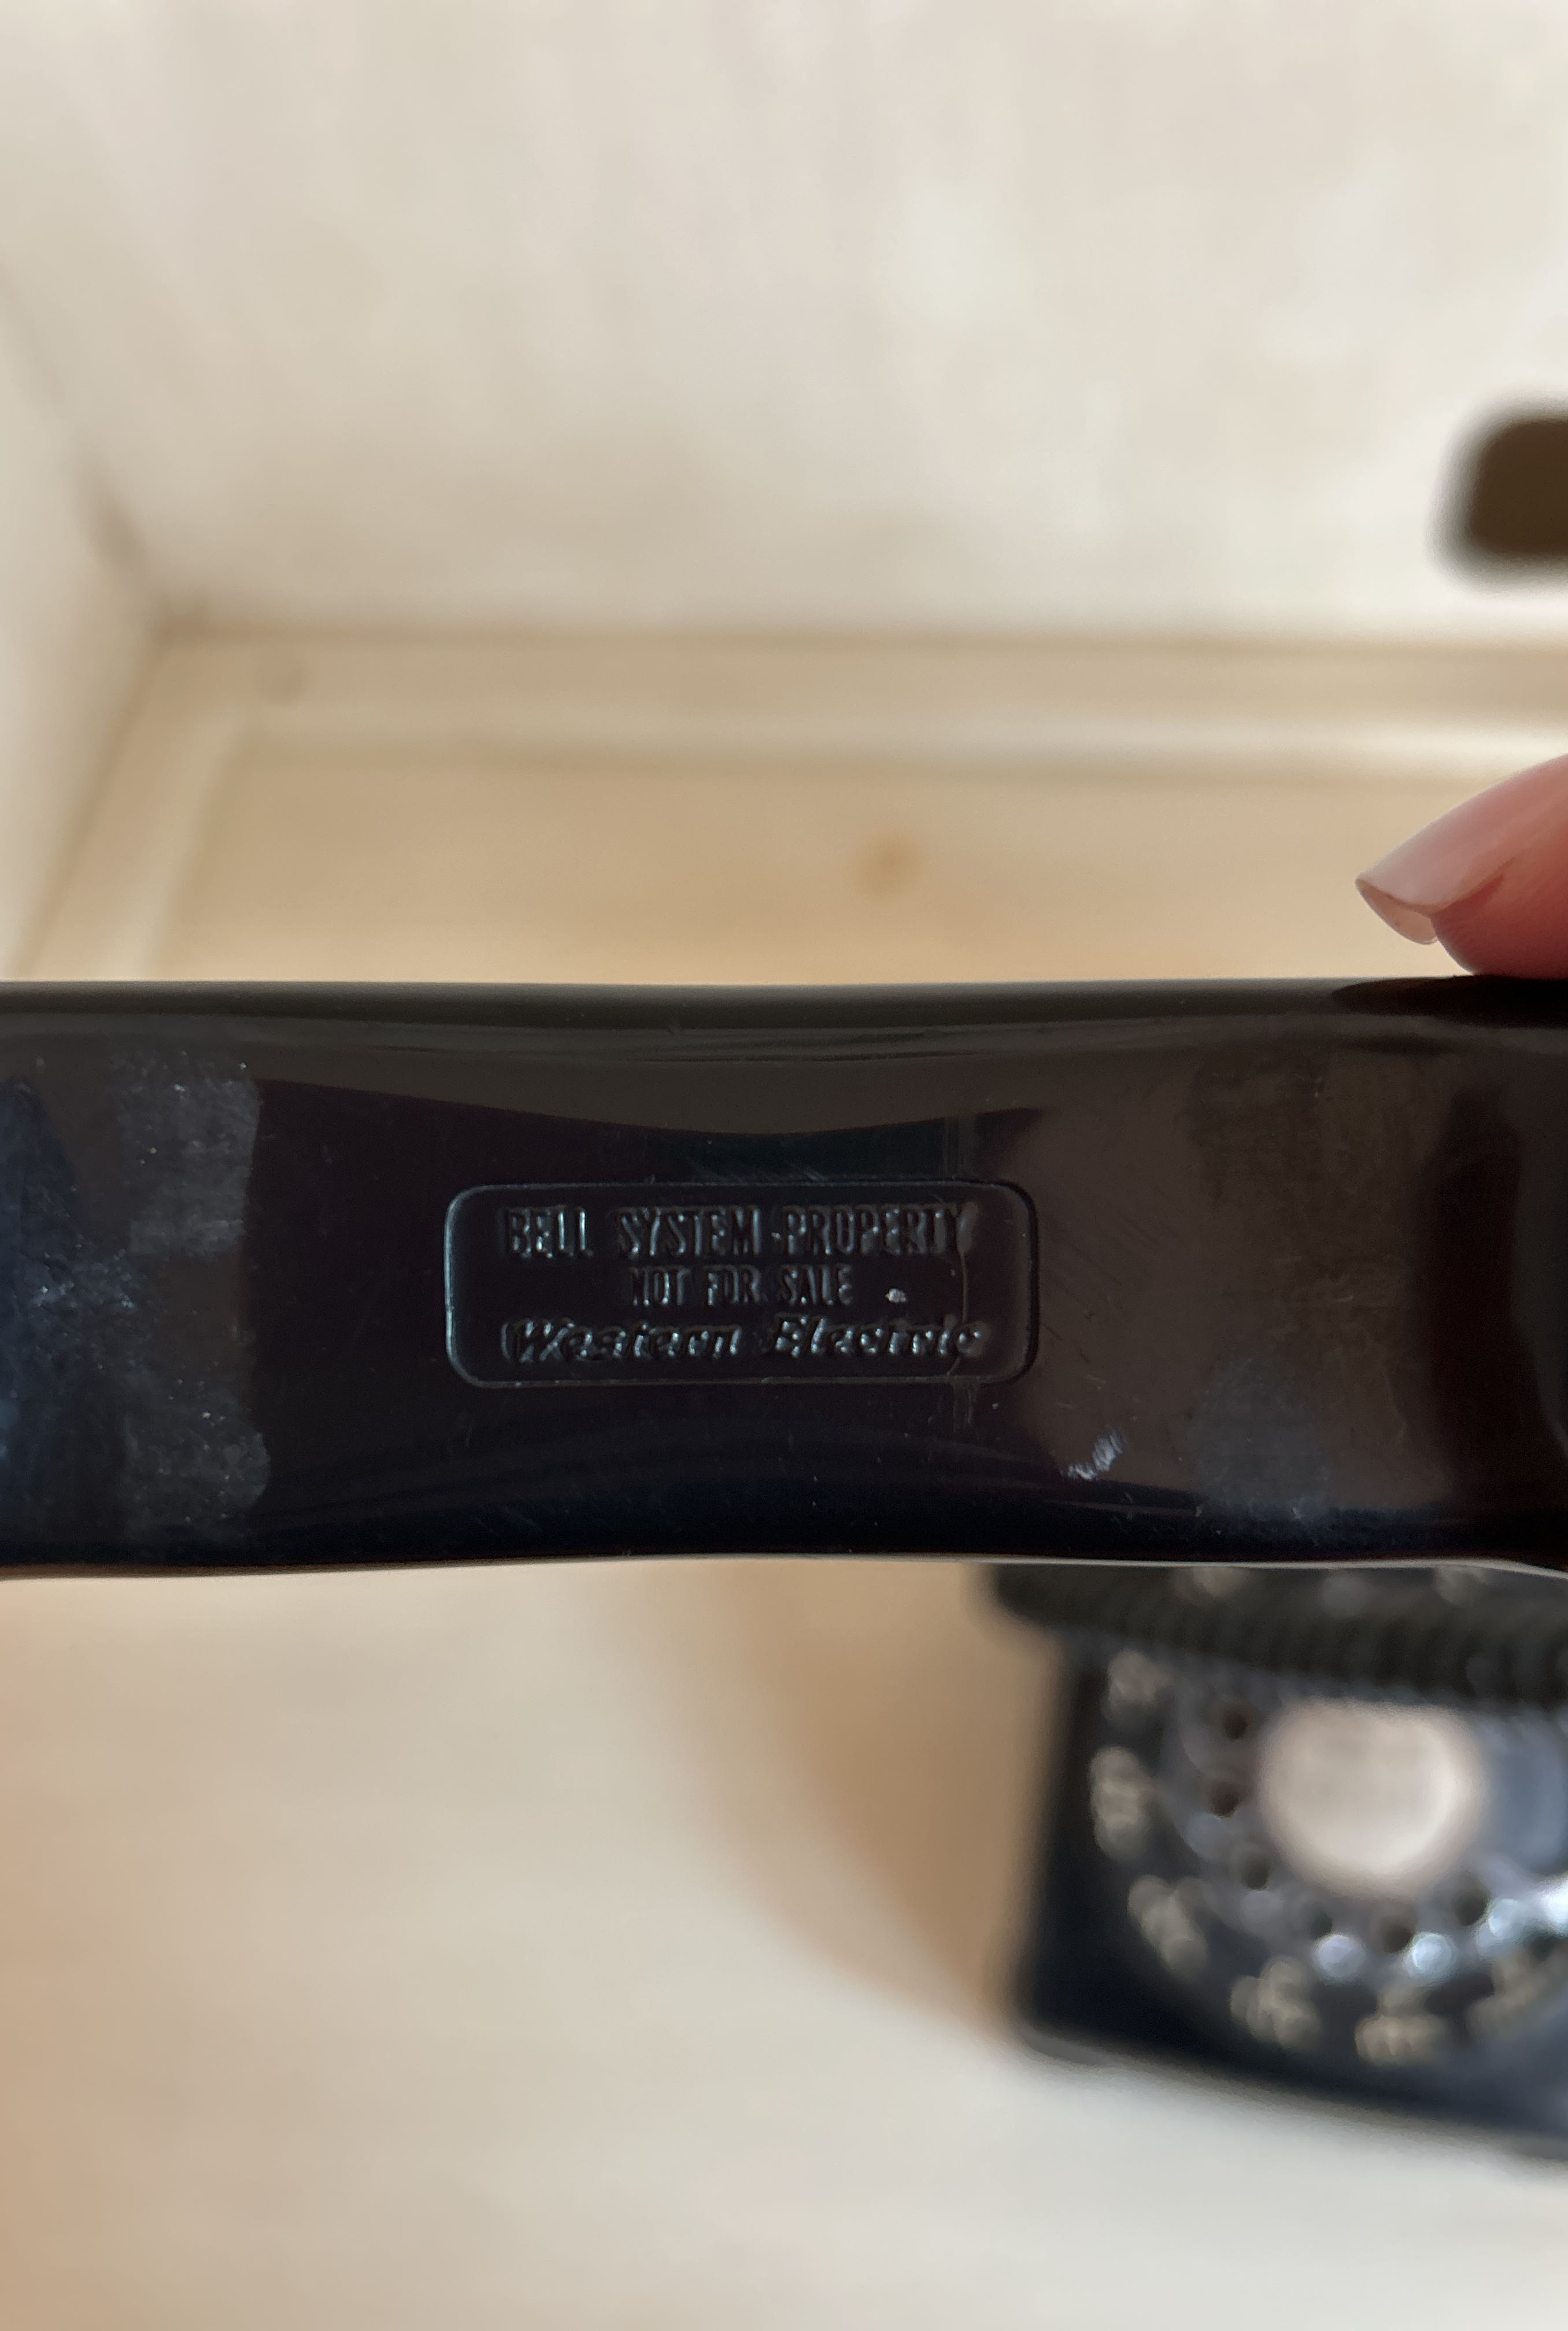 BELL SYSTEM PROPERTY
NOT FOR SALE
Western Electric